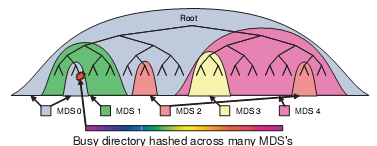 Root
MDS 0 MDS 1 MDS 2 MDS 3 MDS 4
Busy directory hashed across many MDS's